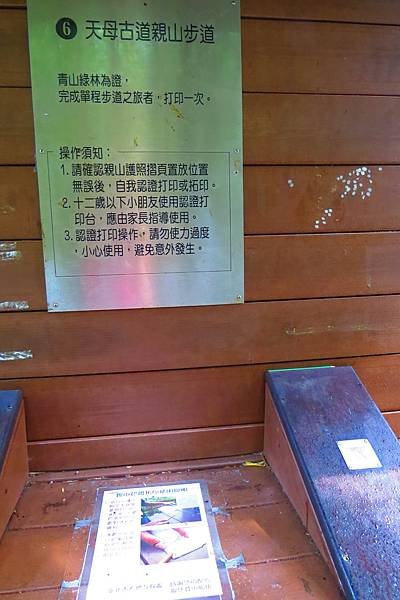 ❻ 天母古道親山步道
青山綠林為證，
完成單程步道之旅者，打印一次。
操作須知：
1.請確認親山護照摺頁置放位置
無誤後，自我認證打印或拓印。
2.十二歲以下小朋友使用認證打
印台，應由家長指導使用。
3.認證打印操作，請勿使力過度
，小心使用，避免意外發生。